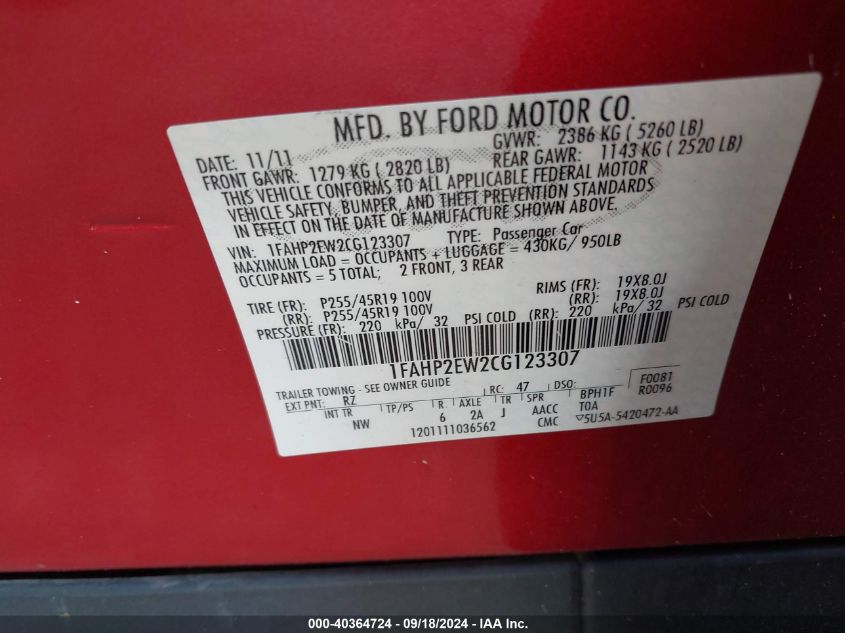 MFD. BY FORD MOTOR CO.
DATE: 11/11 GVWR: 2386 KG ( 5260 LB)
FRONT GAWR: 1279 KG ( 2820 LB) REAR GAWR: 1143 KG ( 2520 LB)
THIS VEHICLE CONFORMS TO ALL APPLICABLE FEDERAL MOTOR
VEHICLE SAFETY, BUMPER, AND THEFT PREVENTION STANDARDS
IN EFFECT ON THE DATE OF MANUFACTURE SHOWN ABOVE.
VIN: 1FAHP2EW2CG123307 TYPE: Passenger Car
MAXIMUM LOAD = OCCUPANTS + LUGGAGE = 430KG/ 950LB
OCCUPANTS = 5 TOTAL; 2 FRONT, 3 REAR
TIRE (FR): P255/45R19 100V RIMS (FR): 19X8.0J
(RR): P255/45R19 100V (RR): 19X8.0J
PRESSURE (FR): 220 kPa/ 32 PSI COLD (RR): 220 kPa/ 32 PSI COLD
1FAHP2EW2CG123307
TRAILER TOWING - SEE OWNER GUIDE RC: 47 DSO: F0081
EXT PNT: RZ R0096
INT TR TP/PS R AXLE TR SPR BPH1F
NW 6 2A J AACC TOA
1201111036562 CMC ▽5U5A-5420472-AA
000-40364724 - 09/18/2024 - IAA Inc.